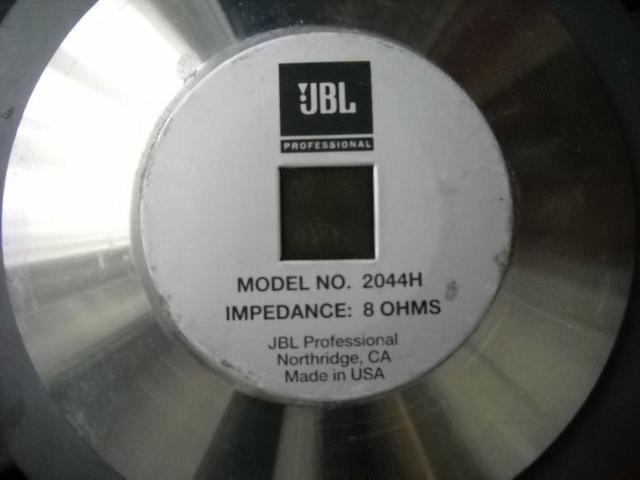 JBL
PROFESSIONAL
MODEL NO. 2044H
IMPEDANCE: 8 OHMS
JBL Professional
Northridge, CA
Made in USA